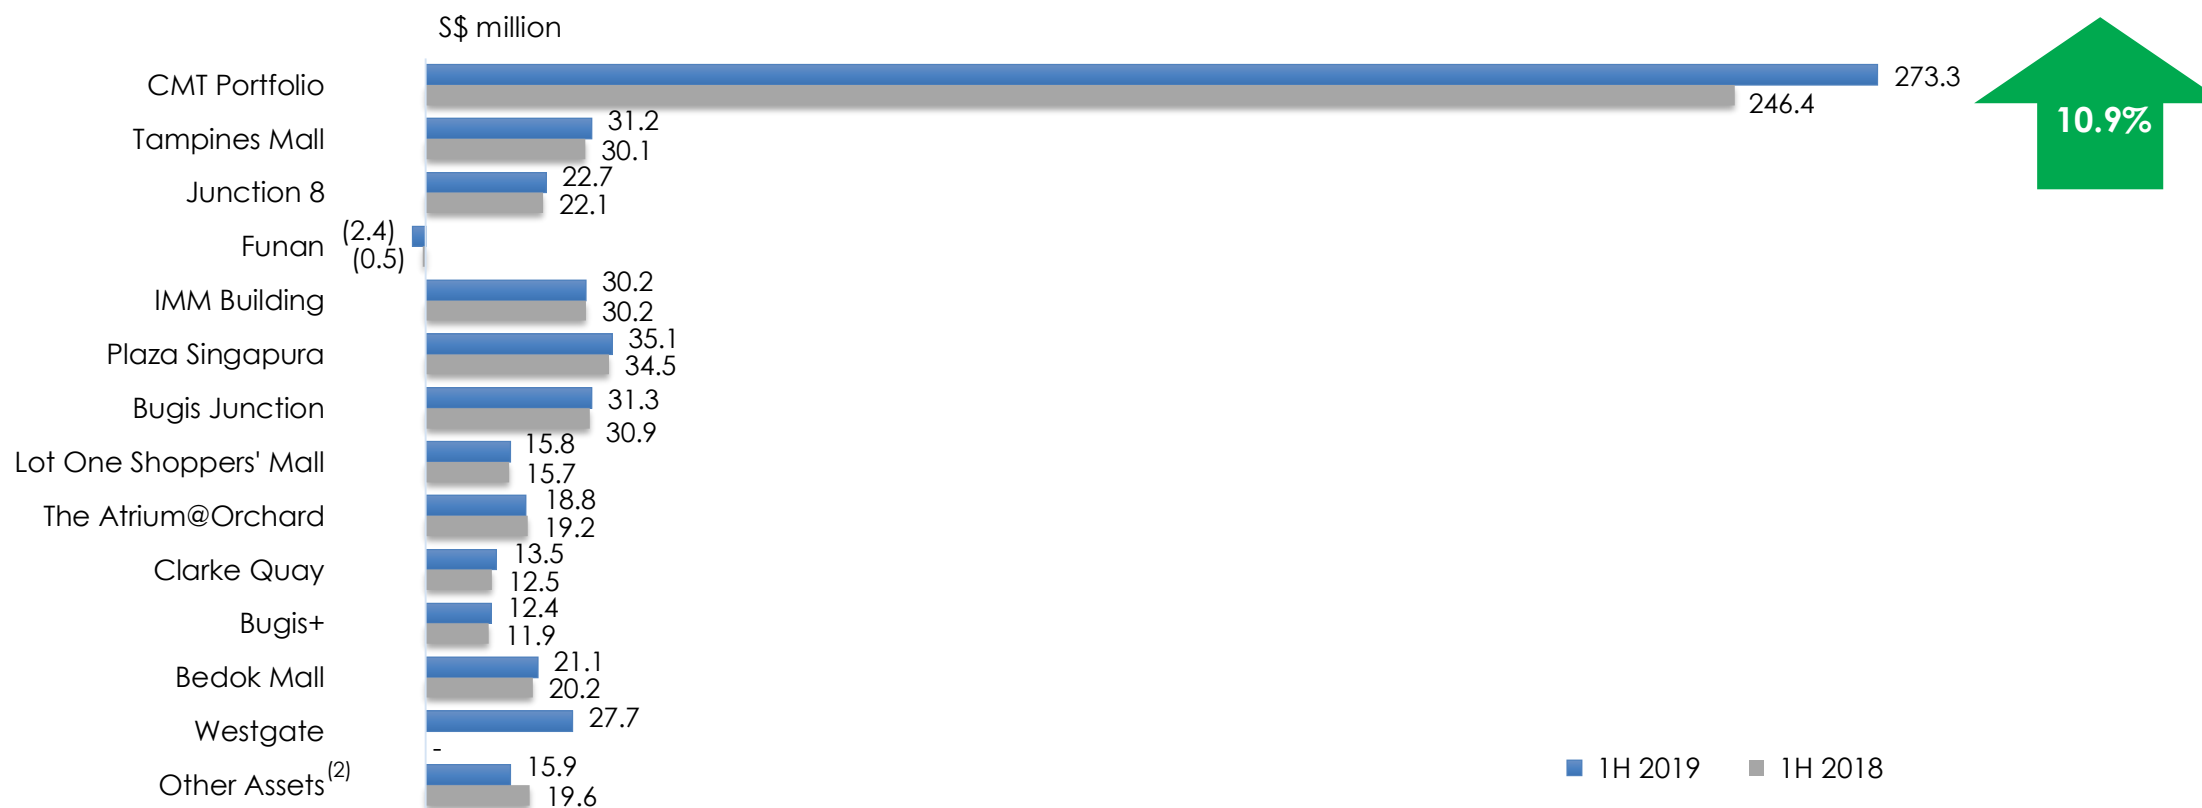 S$ million
CMT Portfolio
273.3
246.4
10.9%
Tampines Mall
31.2
30.1
Junction 8
22.7
22.1
Funan
(2.4)
(0.5)
IMM Building
30.2
30.2
Plaza Singapura
35.1
34.5
Bugis Junction
31.3
30.9
Lot One Shoppers' Mall
15.8
15.7
The Atrium@Orchard
18.8
19.2
Clarke Quay
13.5
12.5
Bugis+
12.4
11.9
Bedok Mall
21.1
20.2
Westgate
27.7
-
Other Assets(2)
15.9
19.6
1H 2019
1H 2018